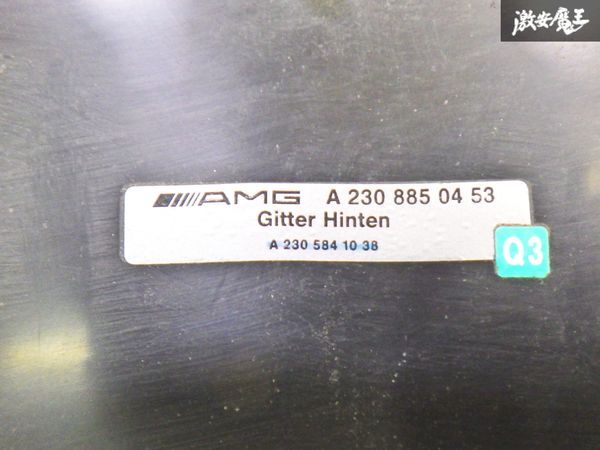 激安魔王
AMG A 230 885 04 53
Gitter Hinten
A 230 584 10 38
Q3